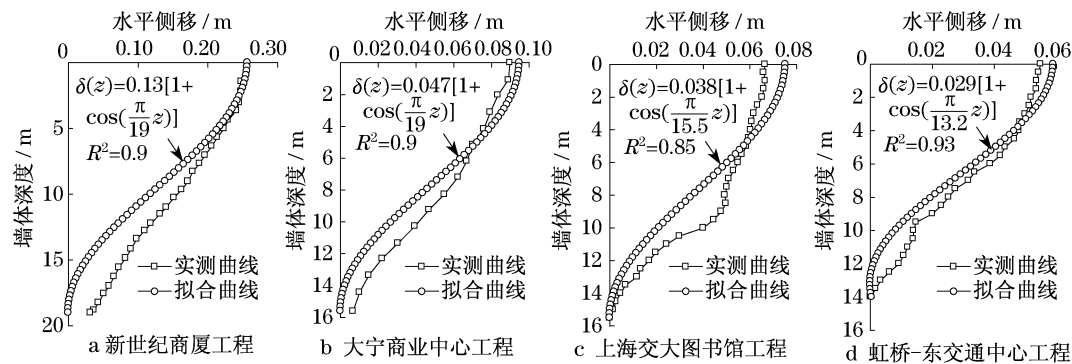 水平侧移 / m
0 0.10 0.20 0.30
δ(z)=0.13[1+
cos(π/19 z)]
R²=0.9
墙体深度 / m
5
10
15
20
实测曲线
拟合曲线
a 新世纪商厦工程
水平侧移 / m
0.02 0.04 0.06 0.08 0.10
δ(z)=0.047[1+
cos(π/19 z)]
R²=0.9
墙体深度 / m
0
2
4
6
8
10
12
14
16
实测曲线
拟合曲线
b 大宁商业中心工程
水平侧移 / m
0.02 0.04 0.06 0.08
δ(z)=0.038[1+
cos(π/15.5 z)]
R²=0.85
墙体深度 / m
0
2
4
6
8
10
12
14
16
实测曲线
拟合曲线
c 上海交大图书馆工程
水平侧移 / m
0.02 0.04 0.06
δ(z)=0.029[1+
cos(π/13.2 z)]
R²=0.93
墙体深度 / m
0
2
4
6
8
10
12
14
16
实测曲线
拟合曲线
d 虹桥-东交通中心工程